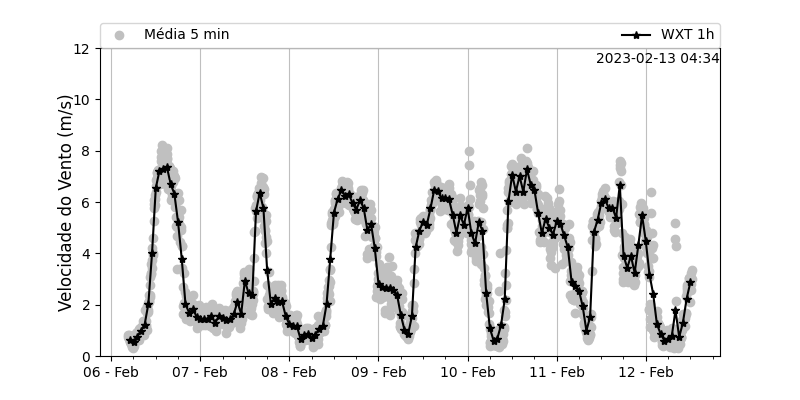 Média 5 min
WXT 1h
2023-02-13 04:34
Velocidade do Vento (m/s)
12
10
8
6
4
2
0
06 - Feb
07 - Feb
08 - Feb
09 - Feb
10 - Feb
11 - Feb
12 - Feb